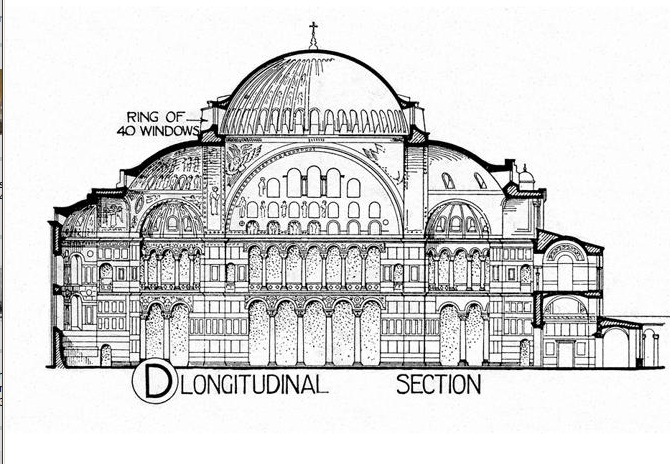 RING OF
40 WINDOWS
D LONGITUDINAL SECTION